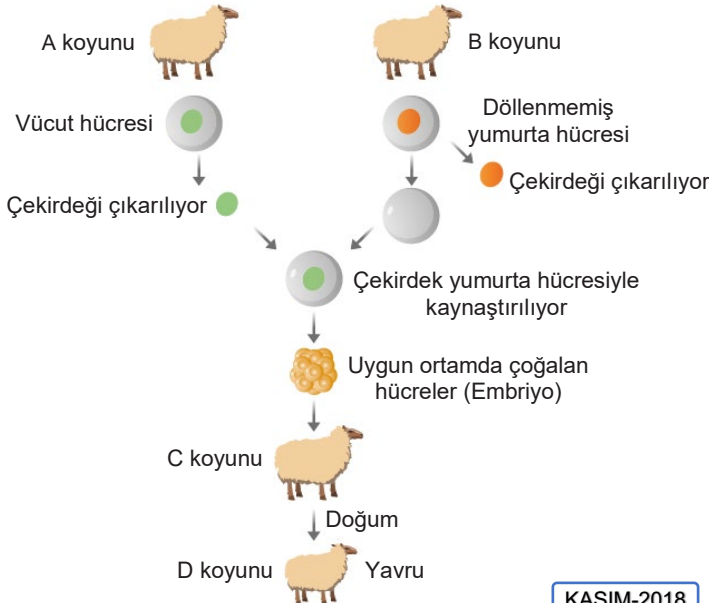 A koyunu
B koyunu
Vücut hücresi
Döllenmemiş
yumurta hücresi
Çekirdeği çıkarılıyor
Çekirdeği çıkarılıyor
Çekirdek yumurta hücresiyle
kaynaştırılıyor
Uygun ortamda çoğalan
hücreler (Embriyo)
C koyunu
Doğum
D koyunu
Yavru
KASIM-2018